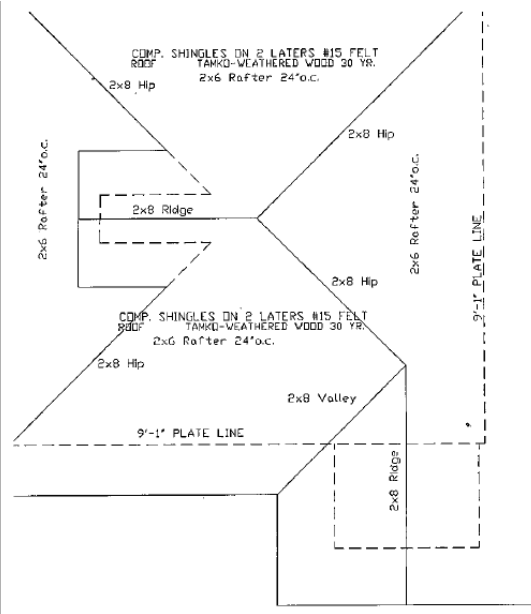 COMP. SHINGLES ON 2 LATERS #15 FELT
ROOF TAMKO-WEATHERED WOOD 30 YR.
2x6 Rafter 24"o.c.
2x8 Hip
2x8 Hip
2x6 Rafter 24"o.c.
2x6 Rafter 24"o.c.
2x8 Ridge
9'-1" PLATE LINE
2x8 Hip
COMP. SHINGLES ON 2 LATERS #15 FELT
ROOF TAMKO-WEATHERED WOOD 30 YR.
2x6 Rafter 24"o.c.
2x8 Hip
2x8 Valley
9'-1" PLATE LINE
2x8 Ridge